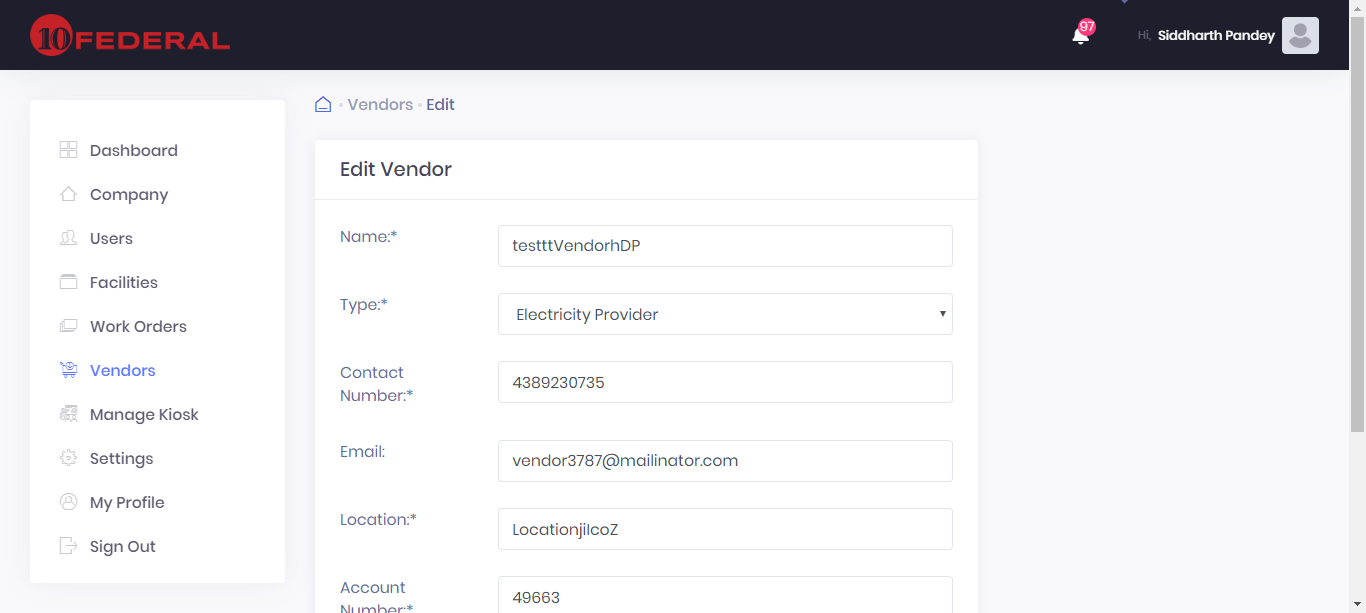 10 FEDERAL
97
Hi, Siddharth Pandey
Vendors Edit
Dashboard
Company
Users
Facilities
Work Orders
Vendors
Manage Kiosk
Settings
My Profile
Sign Out
Edit Vendor
Name:*
testttVendorhDP
Type:*
Electricity Provider
Contact
Number:*
4389230735
Email:
vendor3787@mailinator.com
Location:*
LocationjiIcoZ
Account
Number:*
49663